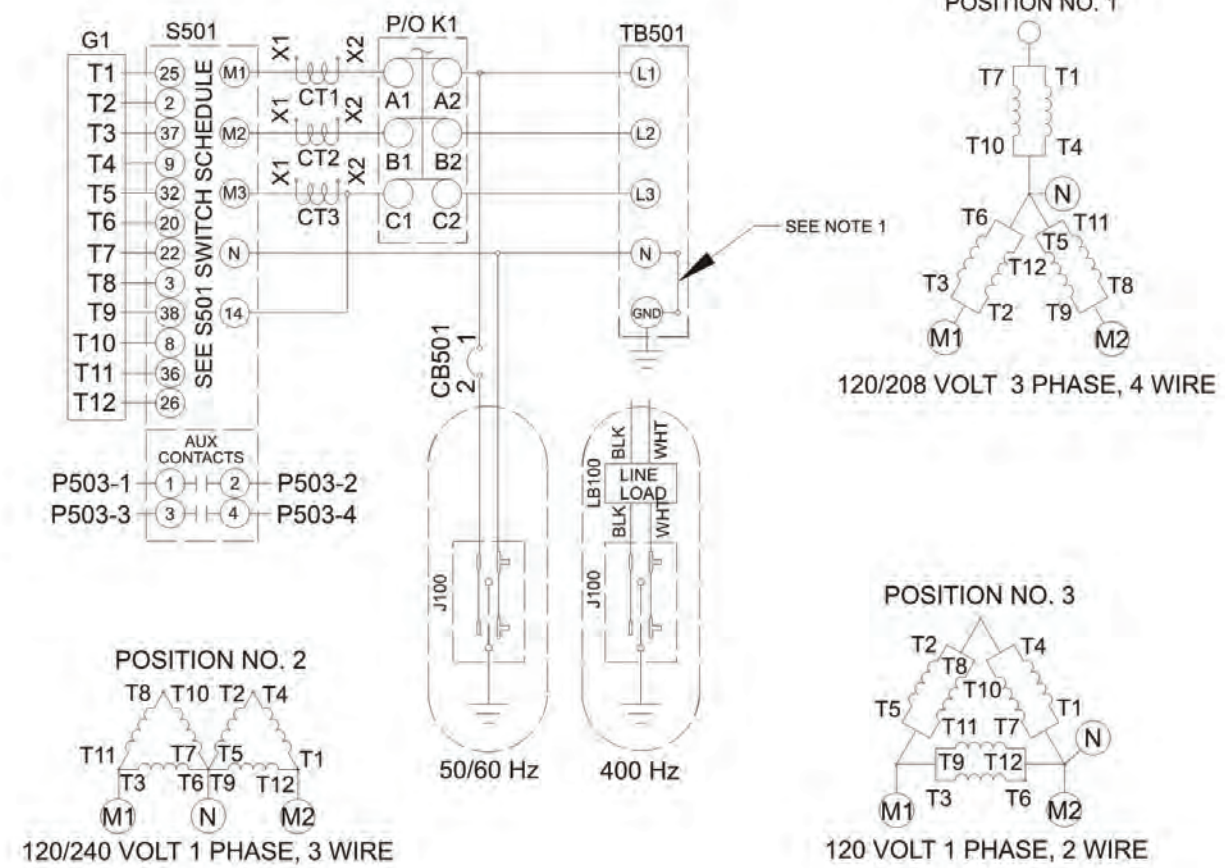 G1
T1
T2
T3
T4
T5
T6
T7
T8
T9
T10
T11
T12
S501
25
2
37
9
32
20
22
3
38
8
36
26
SEE S501 SWITCH SCHEDULE
M1
M2
M3
N
14
AUX
CONTACTS
P503-1 1 2 P503-2
P503-3 3 4 P503-4
X1 X2
CT1
X1 X2
CT2
X1 X2
CT3
P/O K1
A1 A2
B1 B2
C1 C2
TB501
L1
L2
L3
N
GND
SEE NOTE 1
CB501
1
2
J100
50/60 Hz
BLK WHT
LB100
LINE
LOAD
BLK WHT
J100
400 Hz
POSITION NO. 1
T7 T1
T10 T4
N
T6 T11
T5
T12
T3 T8
T2 T9
M1 M2
120/208 VOLT 3 PHASE, 4 WIRE
POSITION NO. 2
T8 T10 T2 T4
T11 T7 T5 T1
T3 T6 T9 T12
M1 N M2
120/240 VOLT 1 PHASE, 3 WIRE
POSITION NO. 3
T2 T4
T8
T10
T5 T1
T11 T7
N
T9 T12
T3 T6
M1 M2
120 VOLT 1 PHASE, 2 WIRE